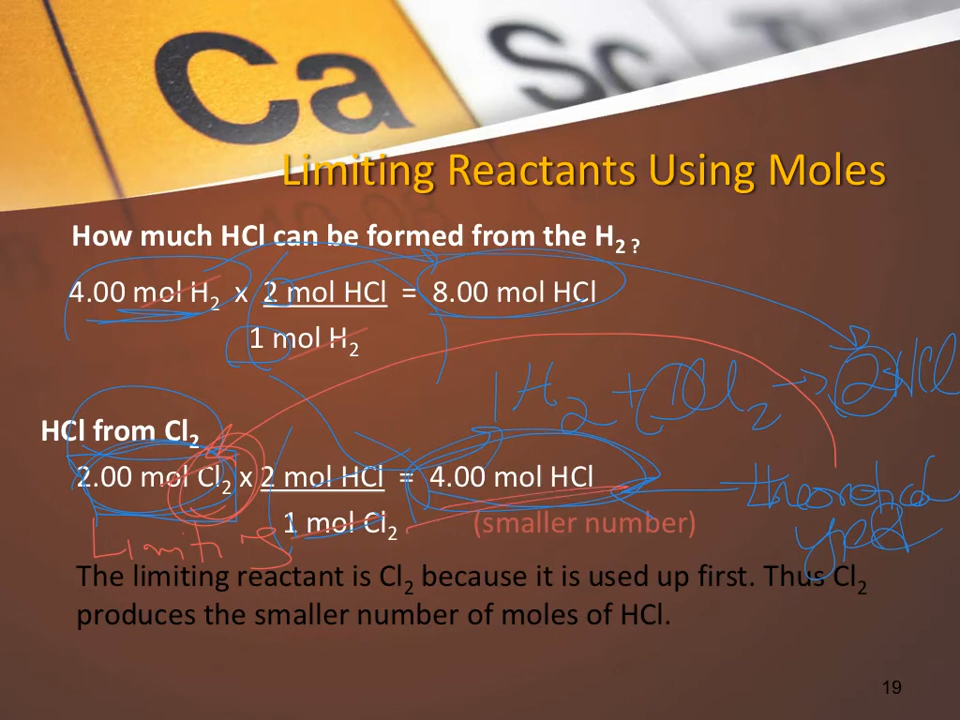 Ca Sc
Limiting Reactants Using Moles
How much HCl can be formed from the H₂ ?
4.00 mol H₂ x 2 mol HCl = 8.00 mol HCl
1 mol H₂
1 H₂ + 1Cl₂ → 2HCl
HCl from Cl₂
2.00 mol Cl₂ x 2 mol HCl = 4.00 mol HCl
theoretical
1 mol Cl₂ (smaller number)
yield
Limiting
The limiting reactant is Cl₂ because it is used up first. Thus Cl₂
produces the smaller number of moles of HCl.
19